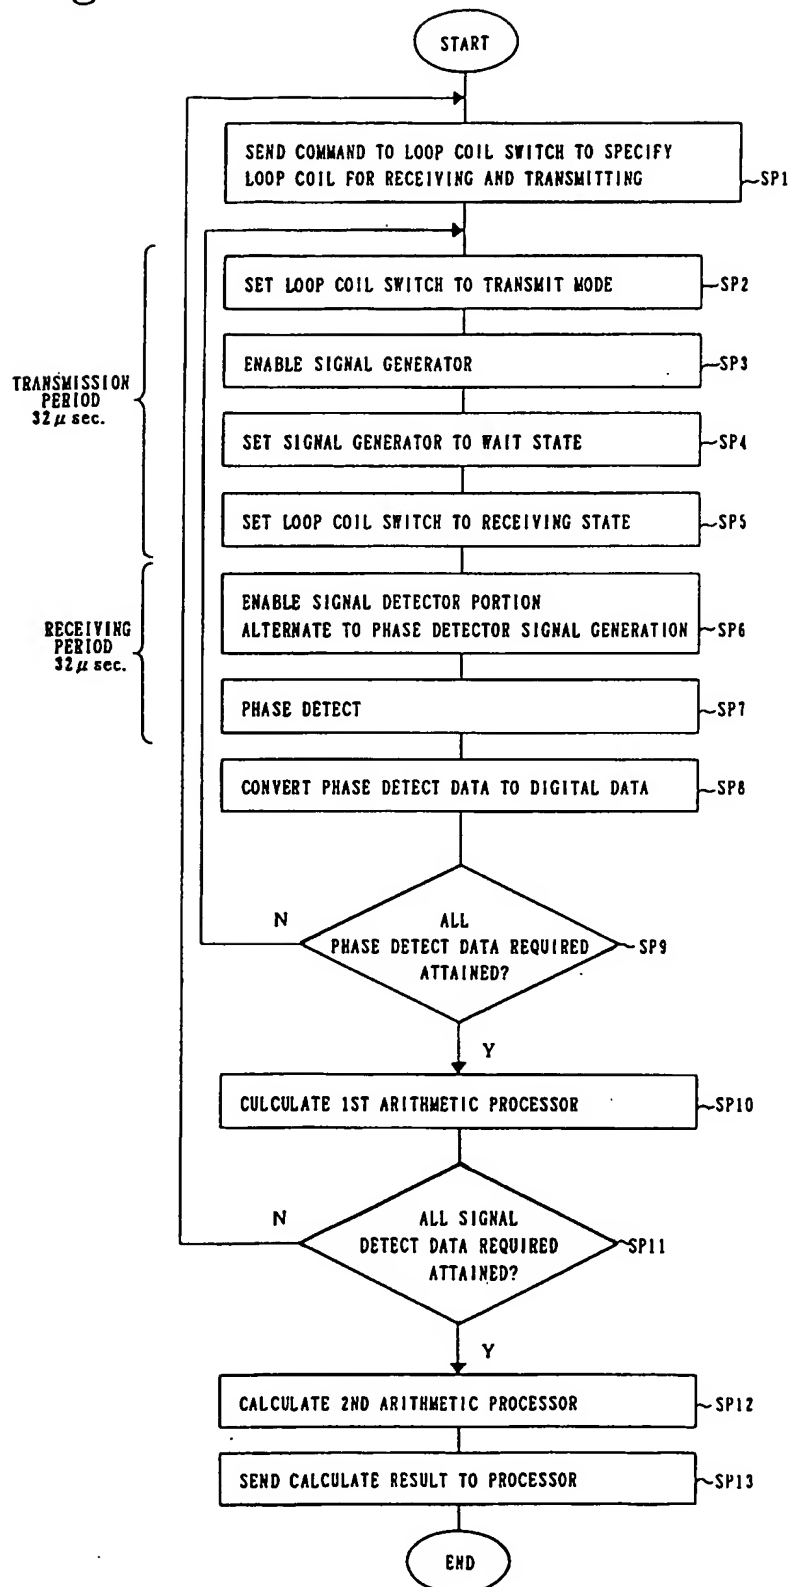 START
SEND COMMAND TO LOOP COIL SWITCH TO SPECIFY
LOOP COIL FOR RECEIVING AND TRANSMITTING
SP1
SET LOOP COIL SWITCH TO TRANSMIT MODE
SP2
ENABLE SIGNAL GENERATOR
SP3
TRANSMISSION
PERIOD
32μ sec.
SET SIGNAL GENERATOR TO WAIT STATE
SP4
SET LOOP COIL SWITCH TO RECEIVING STATE
SP5
RECEIVING
PERIOD
32μ sec.
ENABLE SIGNAL DETECTOR PORTION
ALTERNATE TO PHASE DETECTOR SIGNAL GENERATION
SP6
PHASE DETECT
SP7
CONVERT PHASE DETECT DATA TO DIGITAL DATA
SP8
N
ALL
PHASE DETECT DATA REQUIRED
ATTAINED?
SP9
Y
CULCULATE 1ST ARITHMETIC PROCESSOR
SP10
N
ALL SIGNAL
DETECT DATA REQUIRED
ATTAINED?
SP11
Y
CALCULATE 2ND ARITHMETIC PROCESSOR
SP12
SEND CALCULATE RESULT TO PROCESSOR
SP13
END